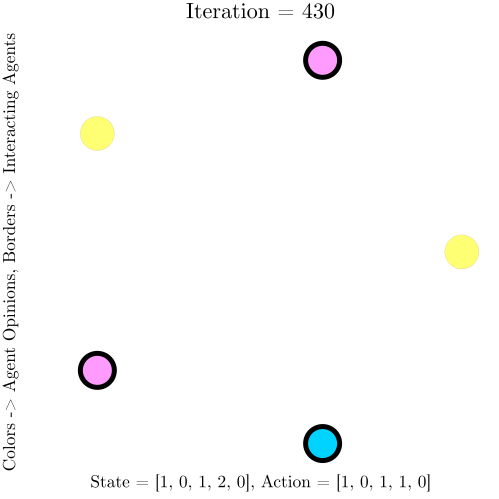 Iteration = 430
Colors -> Agent Opinions, Borders -> Interacting Agents
State = [1, 0, 1, 2, 0], Action = [1, 0, 1, 1, 0]